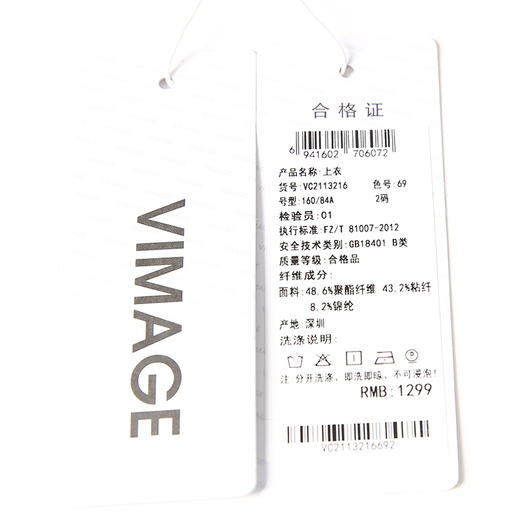 VIMAGE
合格证
6 941602 706072
产品名称:上衣
货号:VC2113216 色号:69
号型:160/84A 2码
检验员:01
执行标准:FZ/T 81007-2012
安全技术类别:GB18401 B类
质量等级:合格品
纤维成分:
面料:48.6%聚酯纤维 43.2%粘纤
8.2%锦纶
产地:深圳
洗涤说明:
注 分开洗涤、即洗即晾、不可浸泡!
RMB:1299
VC2113216692